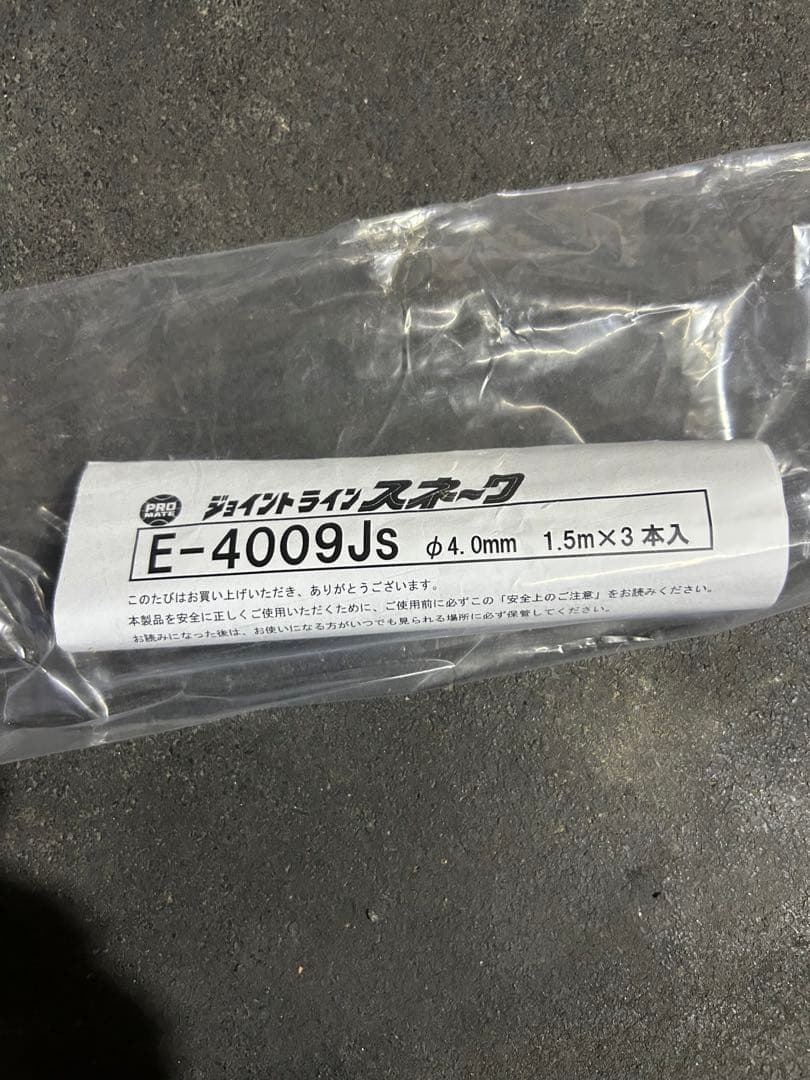 PRO
MATE
ジョイントライン スネーク
E-4009Js φ4.0mm 1.5m×3本入
このたびはお買い上げいただき、ありがとうございます。
本製品を安全に正しくご使用いただくために、ご使用前に必ずこの「安全上のご注意」をお読みください。
お読みになった後は、お使いになる方がいつでも見られる場所に必ず保管してください。